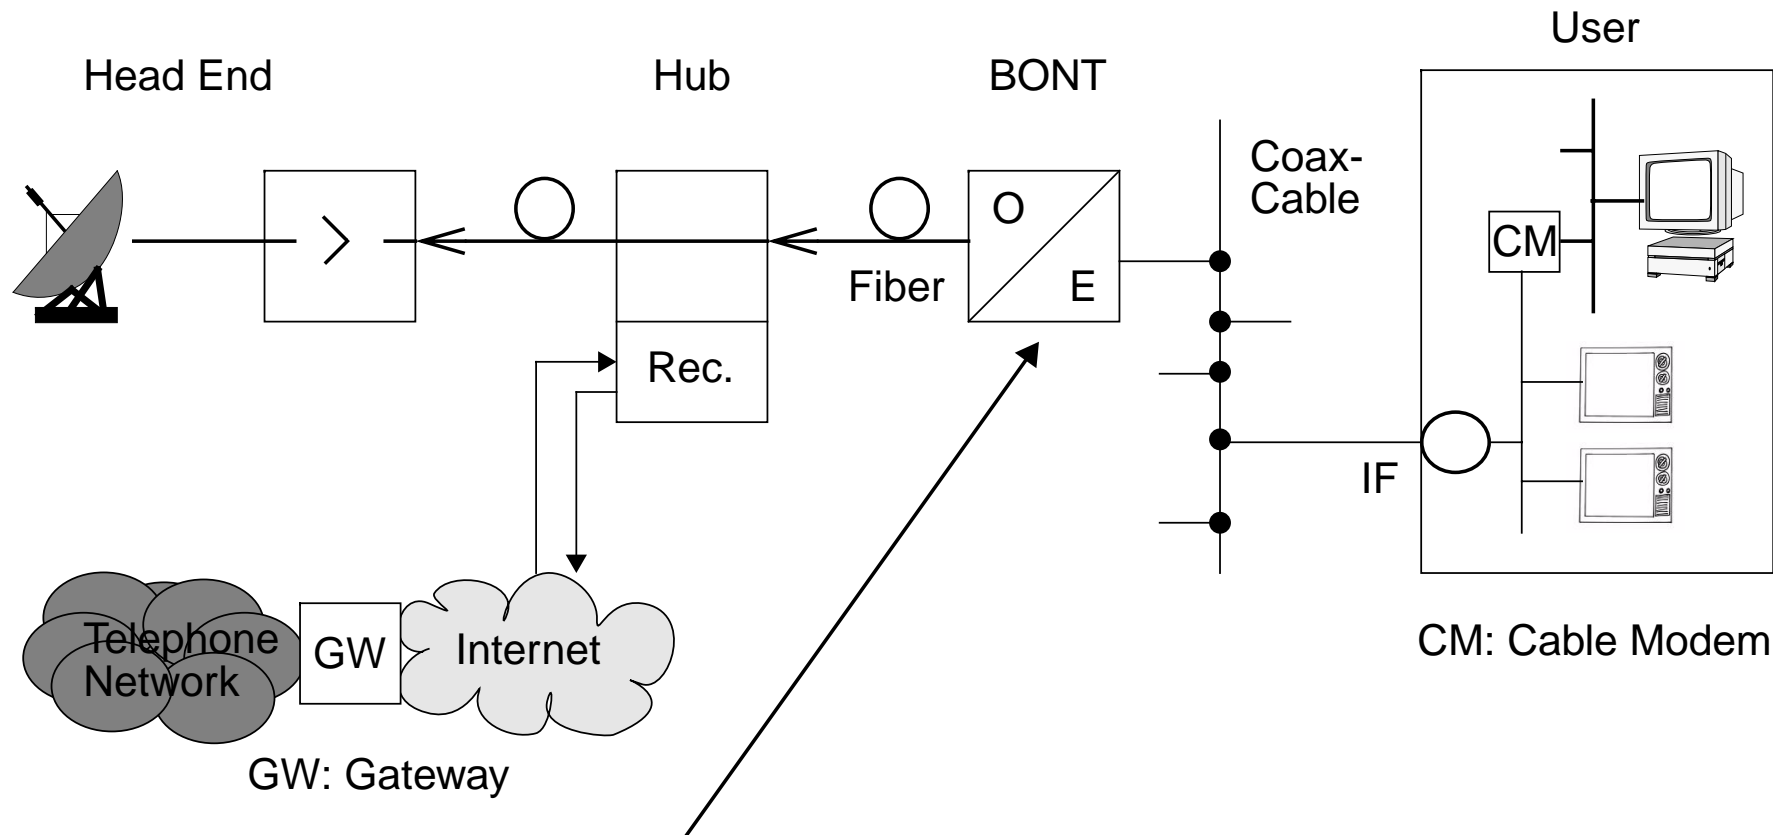 User
Head End
Hub
BONT
Coax-
Cable
O
E
CM
Fiber
Rec.
IF
Telephone
Network
GW
Internet
CM: Cable Modem
GW: Gateway